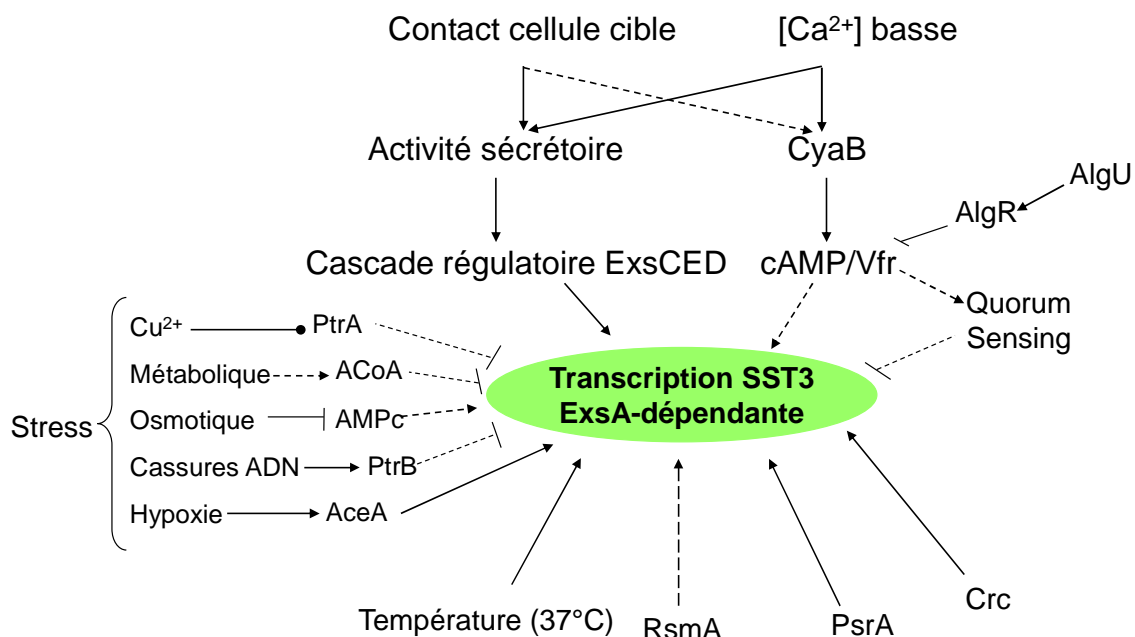 Contact cellule cible
[Ca²⁺] basse
Activité sécrétoire
CyaB
AlgU
AlgR
Cascade régulatoire ExsCED
cAMP/Vfr
Quorum
Sensing
Stress
Cu²⁺
PtrA
Métabolique
ACoA
Osmotique
AMPc
Cassures ADN
PtrB
Hypoxie
AceA
Transcription SST3
ExsA-dépendante
Température (37°C)
RsmA
PsrA
Crc